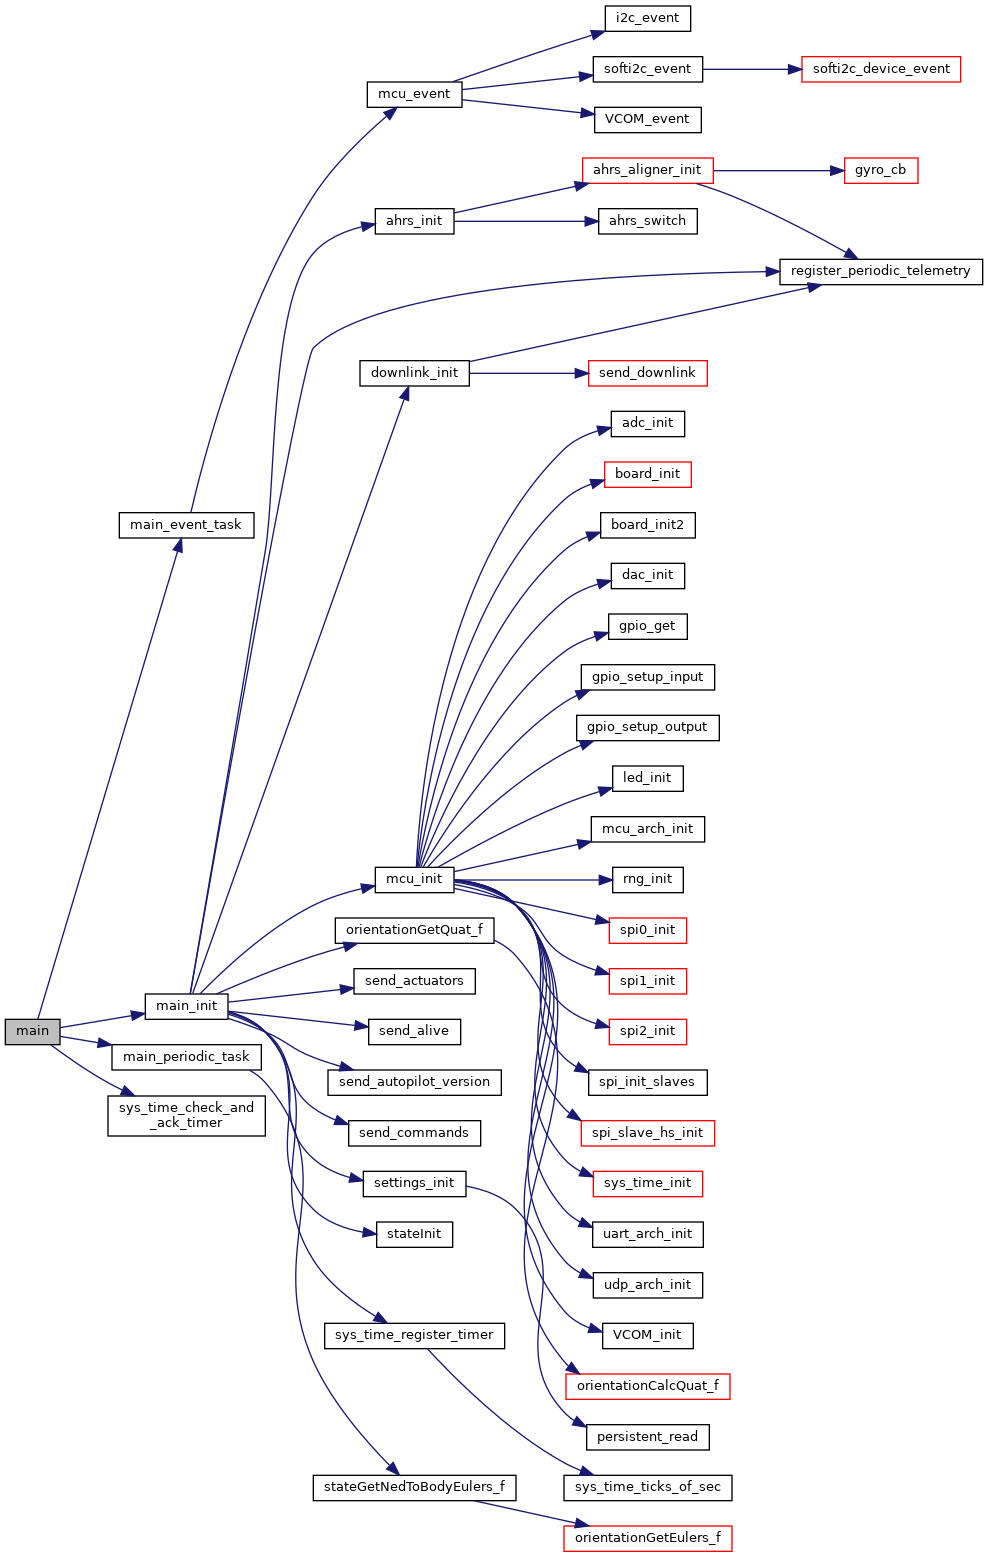 i2c_event
softi2c_event
softi2c_device_event
mcu_event
VCOM_event
ahrs_aligner_init
gyro_cb
ahrs_init
ahrs_switch
register_periodic_telemetry
downlink_init
send_downlink
adc_init
board_init
main_event_task
board_init2
dac_init
gpio_get
gpio_setup_input
gpio_setup_output
led_init
mcu_arch_init
mcu_init
rng_init
orientationGetQuat_f
spi0_init
send_actuators
spi1_init
main_init
main
send_alive
spi2_init
main_periodic_task
send_autopilot_version
spi_init_slaves
sys_time_check_and
_ack_timer
send_commands
spi_slave_hs_init
settings_init
sys_time_init
stateInit
uart_arch_init
udp_arch_init
sys_time_register_timer
VCOM_init
orientationCalcQuat_f
persistent_read
stateGetNedToBodyEulers_f
sys_time_ticks_of_sec
orientationGetEulers_f